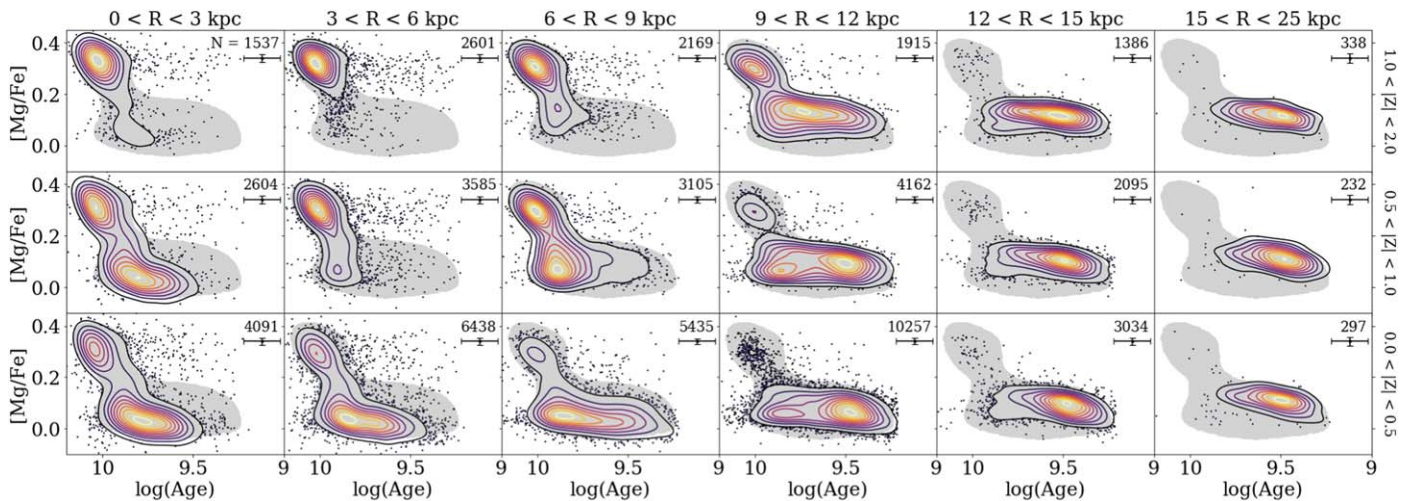 0 < R < 3 kpc 3 < R < 6 kpc 6 < R < 9 kpc 9 < R < 12 kpc 12 < R < 15 kpc 15 < R < 25 kpc
0.4 N = 1537 2601 2169 1915 1386 338
[Mg/Fe] 0.2 1.0 < |Z| < 2.0
0.0
0.4 2604 3585 3105 4162 2095 232
[Mg/Fe] 0.2 0.5 < |Z| < 1.0
0.0
0.4 4091 6438 5435 10257 3034 297
[Mg/Fe] 0.2 0.0 < |Z| < 0.5
0.0
10 9.5 10 9.5 10 9.5 9 10 9.5 9 10 9.5 9 10 9.5 9
log(Age) log(Age) log(Age) log(Age) log(Age) log(Age)